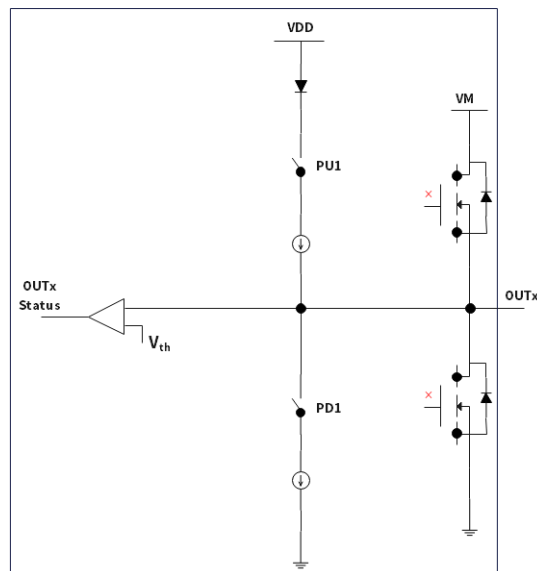 VDD
VM
PU1
×
OUTx
Status
OUTx
Vth
×
PD1